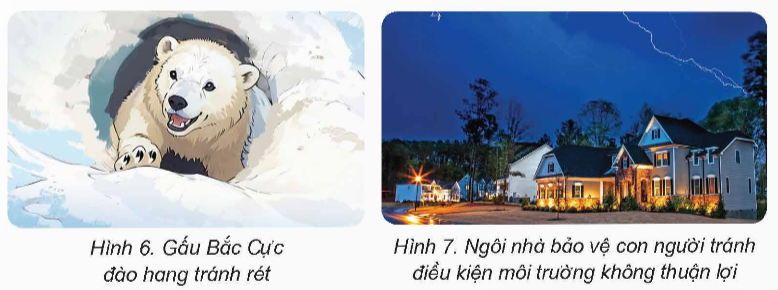 Hình 6. Gấu Bắc Cực
đào hang tránh rét
Hình 7. Ngôi nhà bảo vệ con người tránh
điều kiện môi trường không thuận lợi